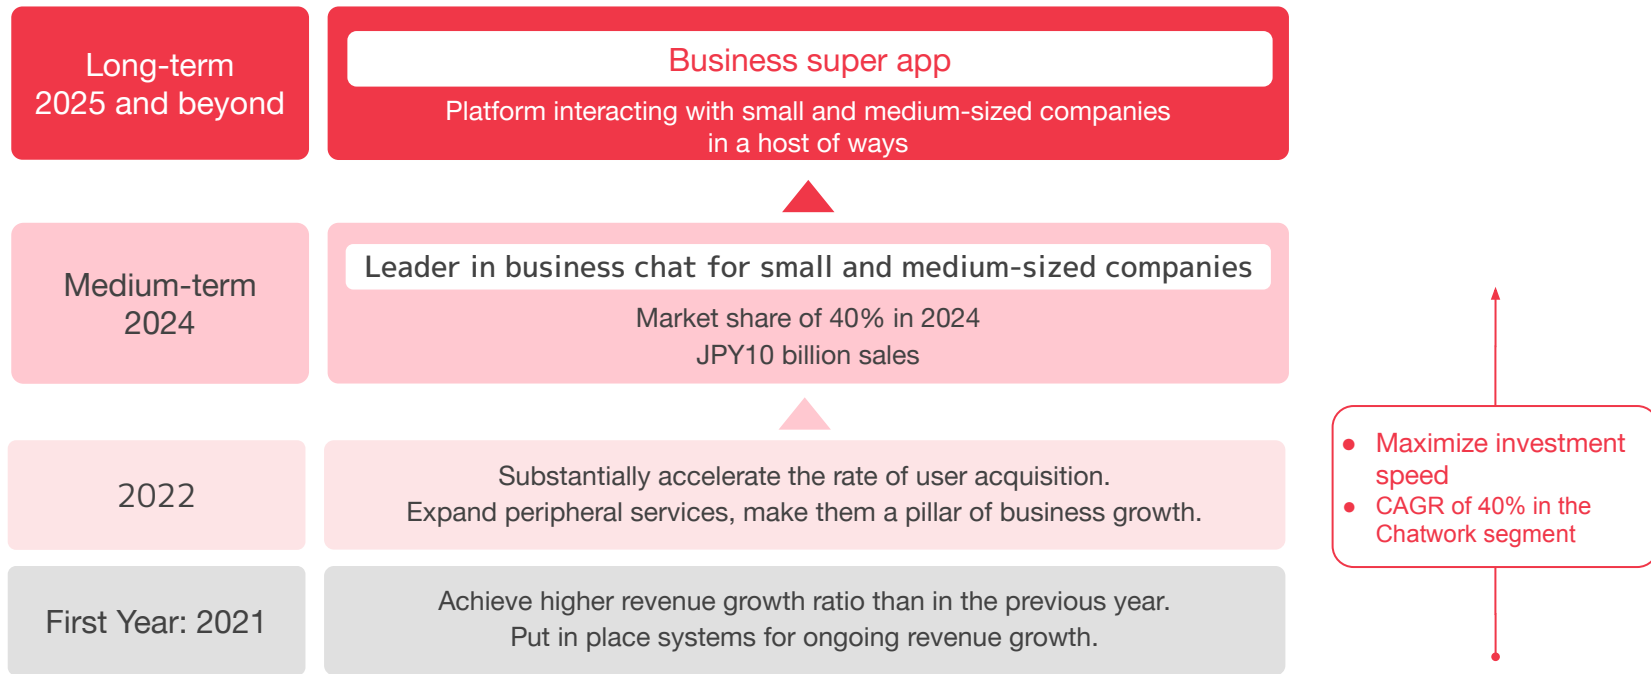 Long-term
2025 and beyond
Business super app
Platform interacting with small and medium-sized companies
in a host of ways
Medium-term
2024
Leader in business chat for small and medium-sized companies
Market share of 40% in 2024
JPY10 billion sales
2022
Substantially accelerate the rate of user acquisition.
Expand peripheral services, make them a pillar of business growth.
First Year: 2021
Achieve higher revenue growth ratio than in the previous year.
Put in place systems for ongoing revenue growth.
● Maximize investment
speed
● CAGR of 40% in the
Chatwork segment